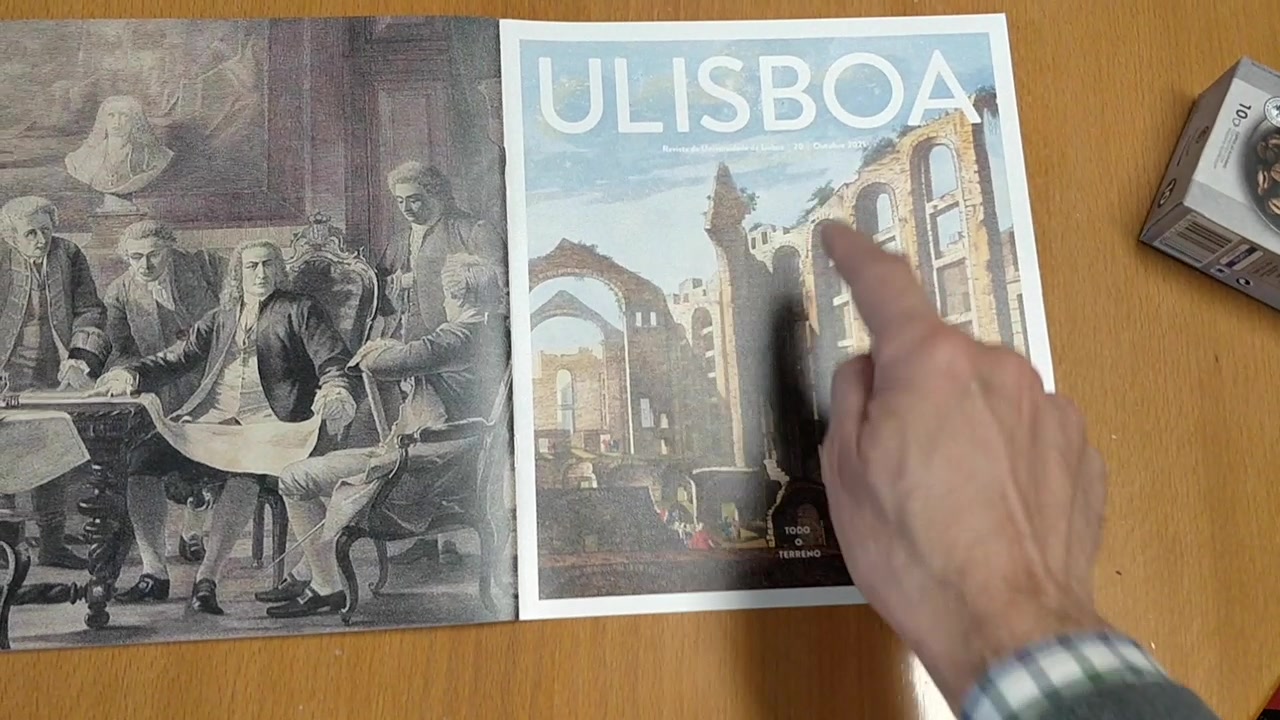 ULISBOA
Revista da Universidade de Lisboa | 20 | Outubro 2021
TODO
O
TERRENO
10